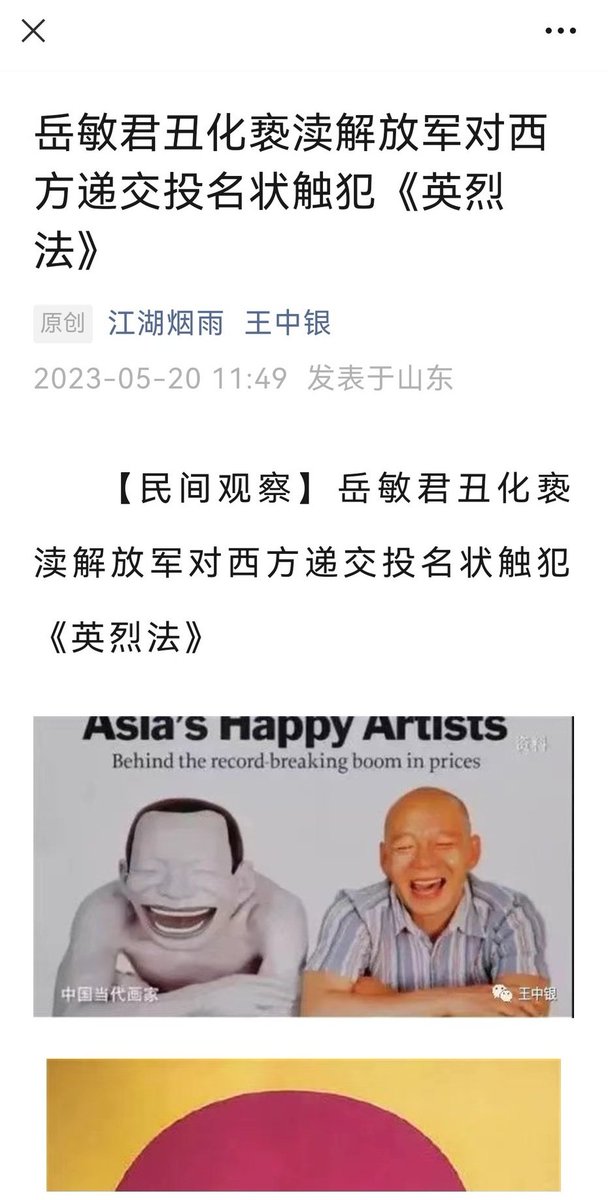 岳敏君丑化亵渎解放军对西
方递交投名状触犯《英烈
法》
原创 江湖烟雨 王中银
2023-05-20 11:49 发表于山东
【民间观察】岳敏君丑化亵
渎解放军对西方递交投名状触犯
《英烈法》
Asia's Happy Artists
资料
Behind the record-breaking boom in prices
中国当代画家
王中银